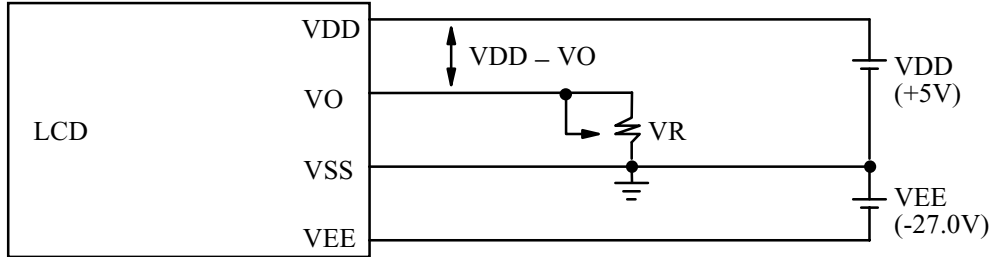 VDD
VDD – VO
VDD
(+5V)
VO
LCD
VR
VSS
VEE
(-27.0V)
VEE